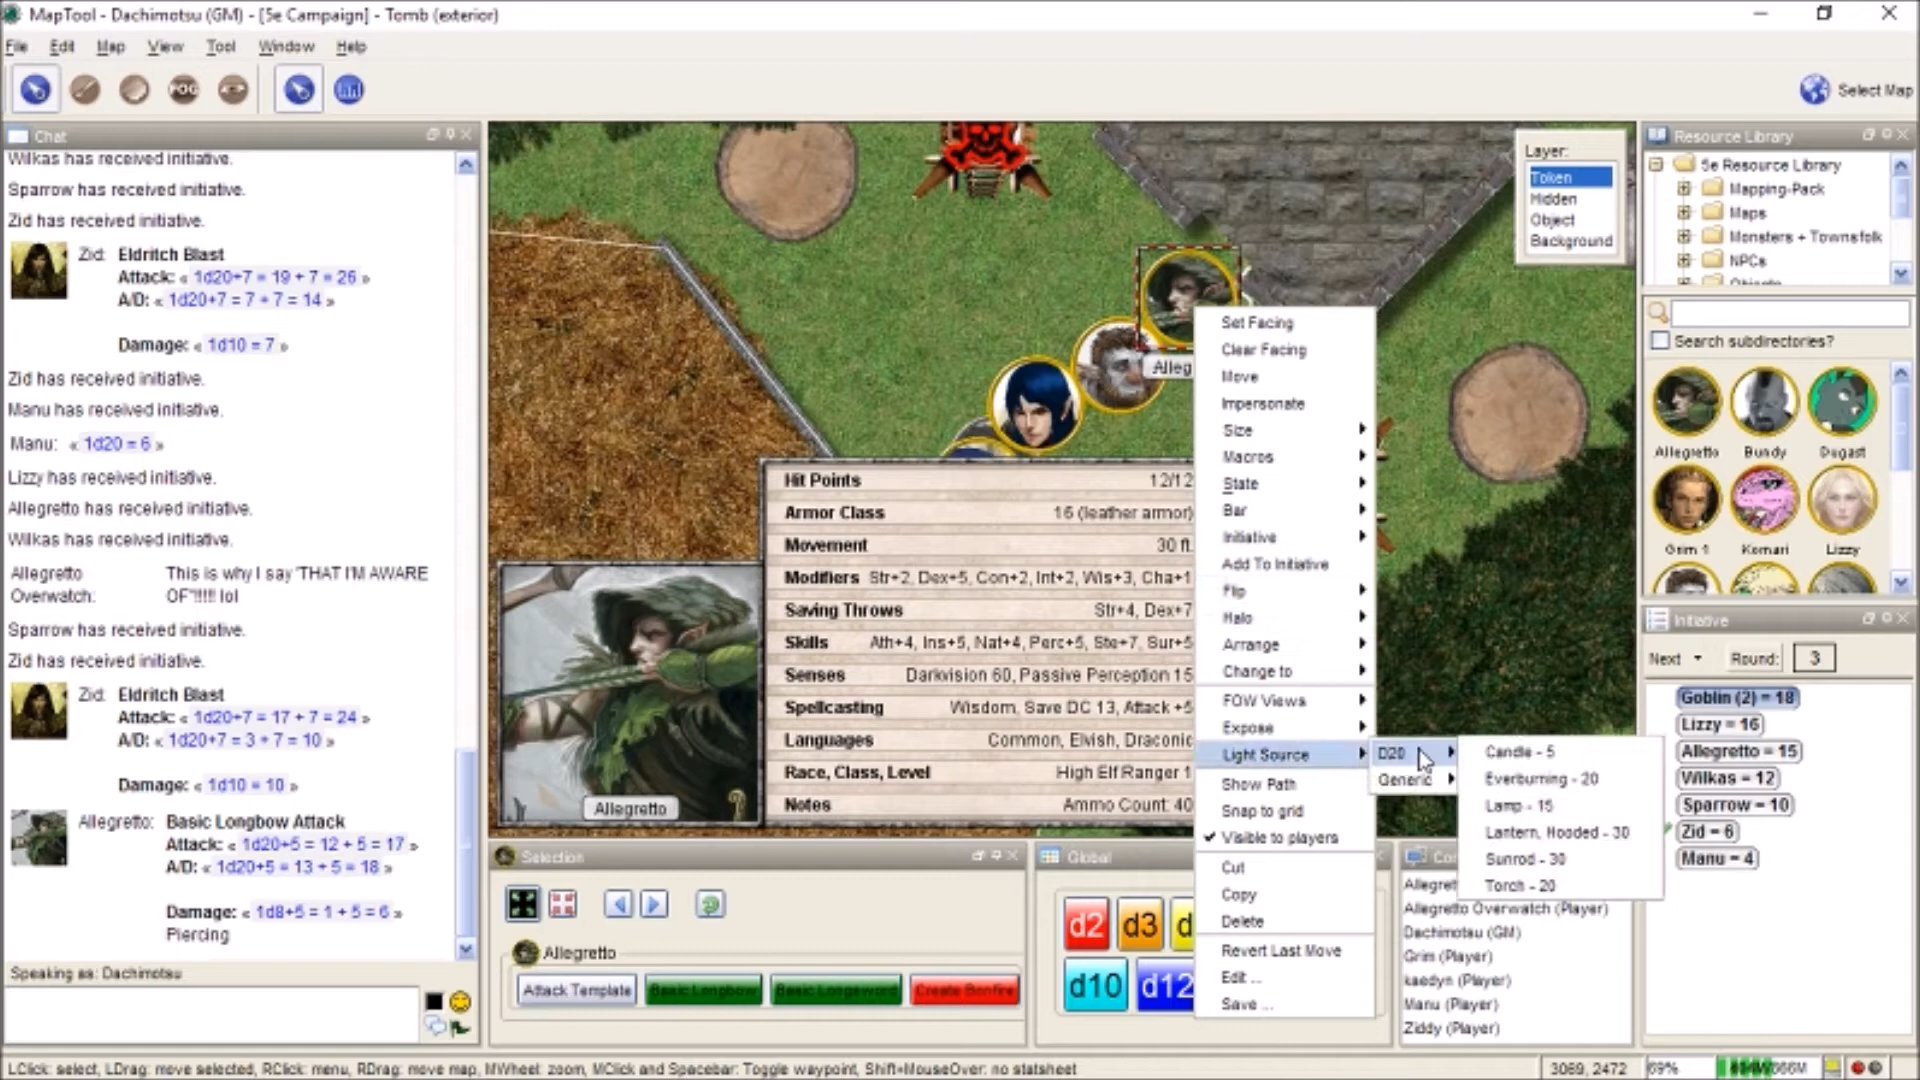 MapTool - Dachimotsu (GM) - [5e Campaign] - Tomb (exterior)
File Edit Map View Tool Window Help
FOG
Select Map
Chat
Wilkas has received initiative.
Sparrow has received initiative.
Zid has received initiative.
Zid: Eldritch Blast
Attack: « 1d20+7 = 19 + 7 = 26 »
A/D: « 1d20+7 = 7 + 7 = 14 »
Damage: « 1d10 = 7 »
Zid has received initiative.
Manu has received initiative.
Manu: « 1d20 = 6 »
Lizzy has received initiative.
Allegretto has received initiative.
Wilkas has received initiative.
Allegretto This is why I say 'THAT I'M AWARE
Overwatch: OF"!!!!! lol
Sparrow has received initiative.
Zid has received initiative.
Zid: Eldritch Blast
Attack: « 1d20+7 = 17 + 7 = 24 »
A/D: « 1d20+7 = 3 + 7 = 10 »
Damage: « 1d10 = 10 »
Allegretto: Basic Longbow Attack
Attack: « 1d20+5 = 12 + 5 = 17 »
A/D: « 1d20+5 = 13 + 5 = 18 »
Damage: « 1d8+5 = 1 + 5 = 6 »
Piercing
Speaking as: Dachimotsu
Layer:
Token
Hidden
Object
Background
Alleg
Hit Points 12/12
Armor Class 16 (leather armor)
Movement 30 ft.
Modifiers Str+2, Dex+5, Con+2, Int+2, Wis+3, Cha+1
Saving Throws Str+4, Dex+7
Skills Ath+4, Ins+5, Nat+4, Perc+5, Ste+7, Sur+5
Senses Darkvision 60, Passive Perception 15
Spellcasting Wisdom, Save DC 13, Attack +5
Languages Common, Elvish, Draconic
Race, Class, Level High Elf Ranger 1
Notes Ammo Count: 40
Allegretto
Set Facing
Clear Facing
Move
Impersonate
Size
Macros
State
Bar
Initiative
Add To Initiative
Flip
Halo
Arrange
Change to
FOW Views
Expose
Light Source
Show Path
Snap to grid
Visible to players
Cut
Copy
Delete
Revert Last Move
Edit ...
Save ...
D20
Generic
Candle - 5
Everburning - 20
Lamp - 15
Lantern, Hooded - 30
Sunrod - 30
Torch - 20
Selection
Allegretto
Attack Template Basic Longbow Basic Longsword Create Bonfire
Global
d2 d3 d
d10 d12
Co
Allegret
Allegretto Overwatch (Player)
Dachimotsu (GM)
Grim (Player)
kaedyn (Player)
Manu (Player)
Ziddy (Player)
Resource Library
5e Resource Library
Mapping-Pack
Maps
Monsters + Townsfolk
NPCs
Objects
Search subdirectories?
Allegretto Bundy Dugast
Grim 1 Komari Lizzy
Initiative
Next Round: 3
Goblin (2) = 18
Lizzy = 16
Allegretto = 15
Wilkas = 12
Sparrow = 10
Zid = 6
Manu = 4
LClick: select, LDrag: move selected, RClick: menu, RDrag: move map, MWheel: zoom, MClick and Spacebar: Toggle waypoint, Shift+MouseOver: no statsheet
3069, 2472 69%